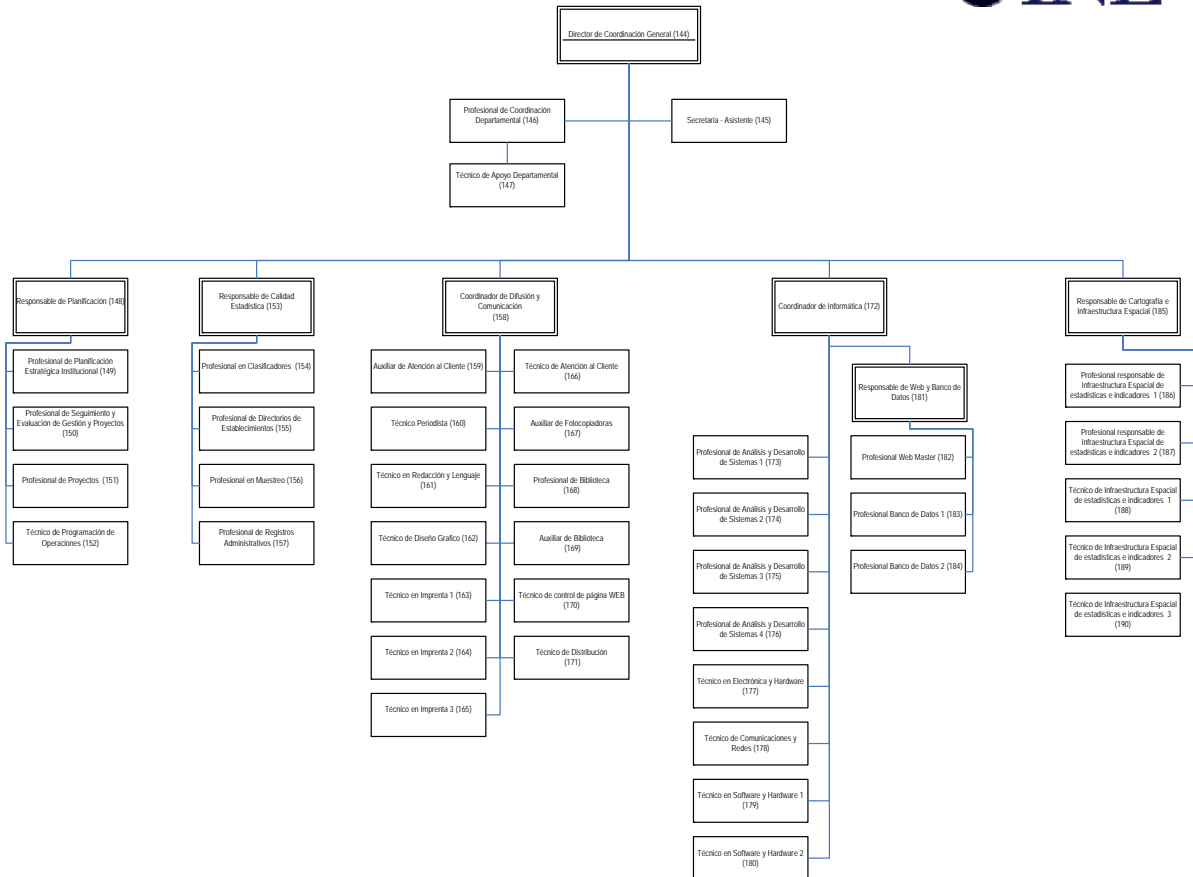 INE
Director de Coordinación General (144)
Profesional de Coordinación
Departamental (146)
Secretaria - Asistente (145)
Técnico de Apoyo Departamental
(147)
Responsable de Planificación (148)
Responsable de Calidad
Estadística (153)
Coordinador de Difusión y
Comunicación
(158)
Coordinador de Informática (172)
Responsable de Cartografía e
Infraestructura Espacial (185)
Profesional de Planificación
Estratégica Institucional (149)
Profesional de Seguimiento y
Evaluación de Gestión y Proyectos
(150)
Profesional de Proyectos (151)
Técnico de Programación de
Operaciones (152)
Profesional en Clasificadores (154)
Profesional de Directorios de
Establecimientos (155)
Profesional en Muestreo (156)
Profesional de Registros
Administrativos (157)
Auxiliar de Atención al Cliente (159)
Técnico Periodista (160)
Técnico en Redacción y Lenguaje
(161)
Técnico de Diseño Grafico (162)
Técnico en Imprenta 1 (163)
Técnico en Imprenta 2 (164)
Técnico en Imprenta 3 (165)
Técnico de Atención al Cliente
(166)
Auxiliar de Fotocopiadoras
(167)
Profesional de Biblioteca
(168)
Auxiliar de Biblioteca
(169)
Técnico de control de página WEB
(170)
Técnico de Distribución
(171)
Profesional de Análisis y Desarrollo
de Sistemas 1 (173)
Profesional de Análisis y Desarrollo
de Sistemas 2 (174)
Profesional de Análisis y Desarrollo
de Sistemas 3 (175)
Profesional de Análisis y Desarrollo
de Sistemas 4 (176)
Técnico en Electrónica y Hardware
(177)
Técnico de Comunicaciones y
Redes (178)
Técnico en Software y Hardware 1
(179)
Técnico en Software y Hardware 2
(180)
Responsable de Web y Banco de
Datos (181)
Profesional Web Master (182)
Profesional Banco de Datos 1 (183)
Profesional Banco de Datos 2 (184)
Profesional responsable de
Infraestructura Espacial de
estadísticas e indicadores 1 (186)
Profesional responsable de
Infraestructura Espacial de
estadísticas e indicadores 2 (187)
Técnico de Infraestructura Espacial
de estadísticas e indicadores 1
(188)
Técnico de Infraestructura Espacial
de estadísticas e indicadores 2
(189)
Técnico de Infraestructura Espacial
de estadísticas e indicadores 3
(190)